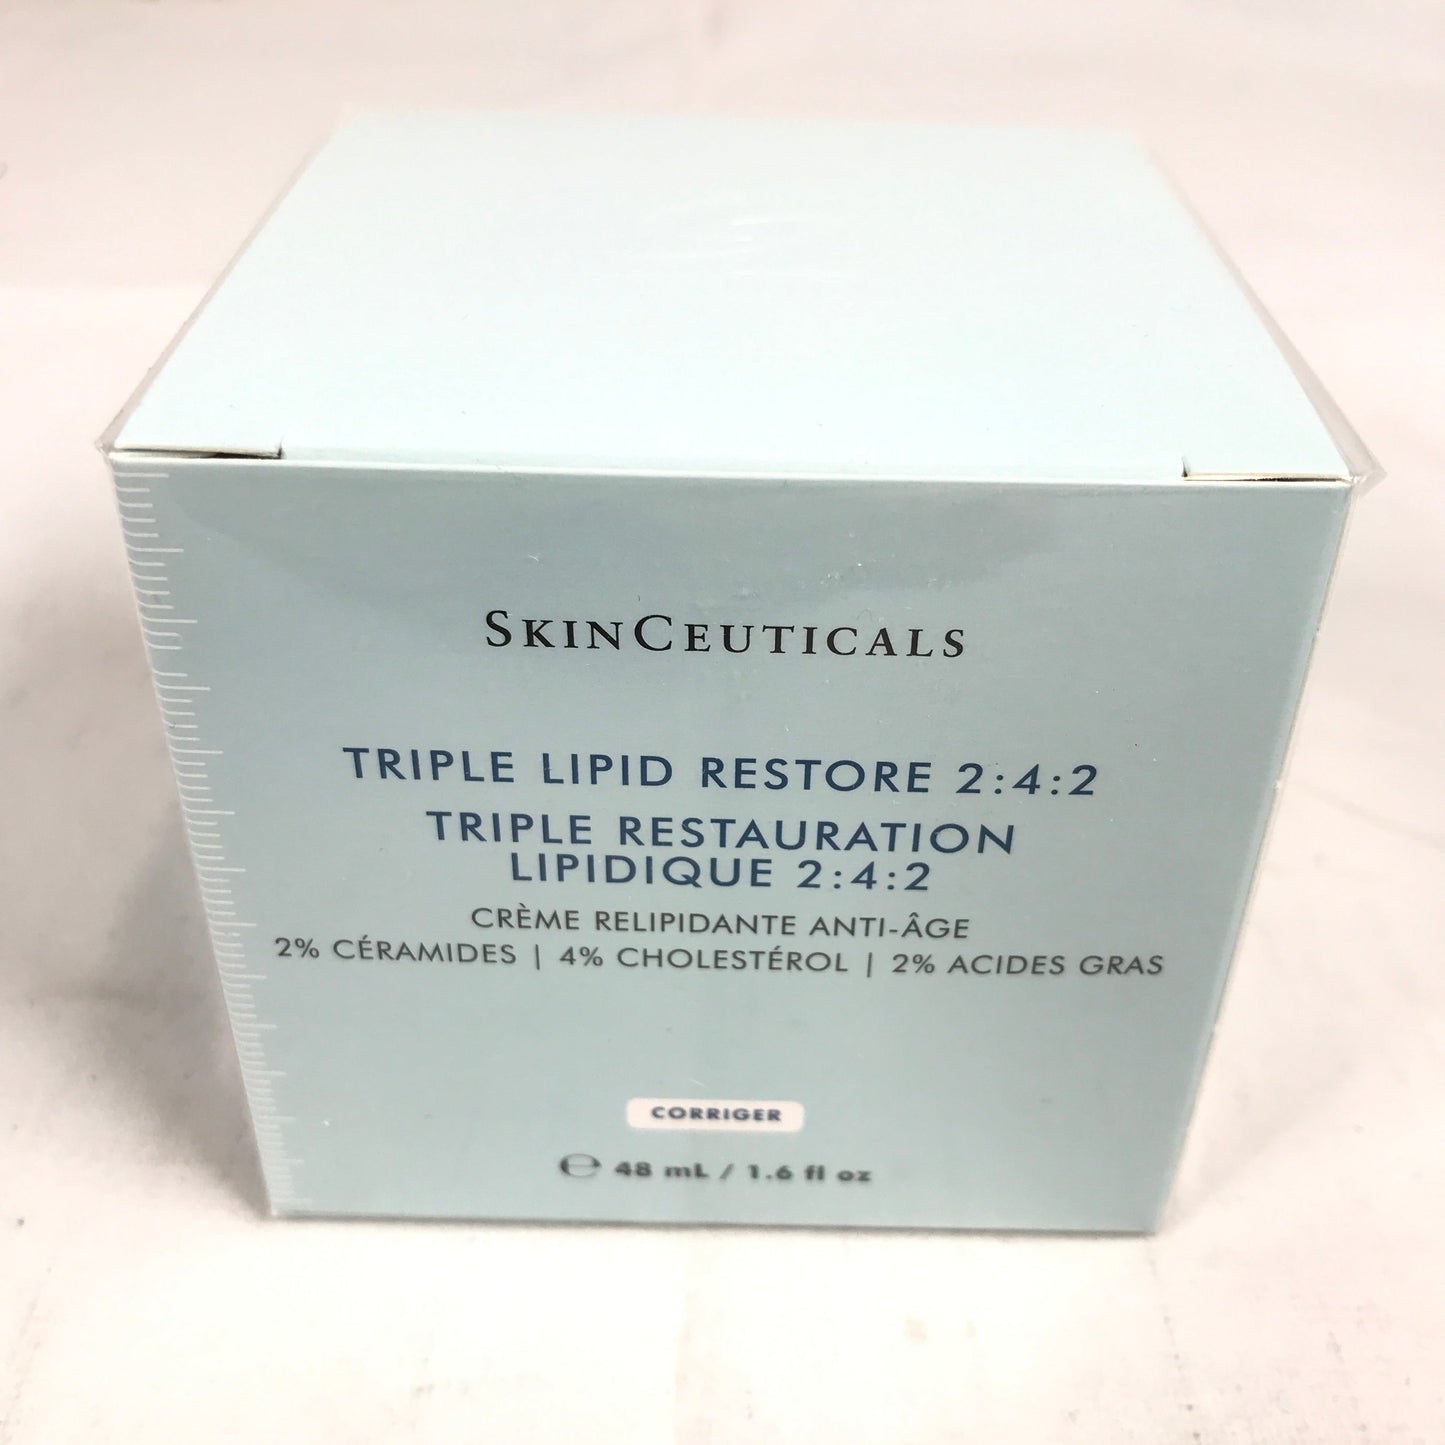 SKINCEUTICALS
TRIPLE LIPID RESTORE 2:4:2
TRIPLE RESTAURATION
LIPIDIQUE 2:4:2
CRÈME RELIPIDANTE ANTI-ÂGE
2% CÉRAMIDES | 4% CHOLESTÉROL | 2% ACIDES GRAS
CORRIGER
℮ 48 mL / 1.6 fl oz